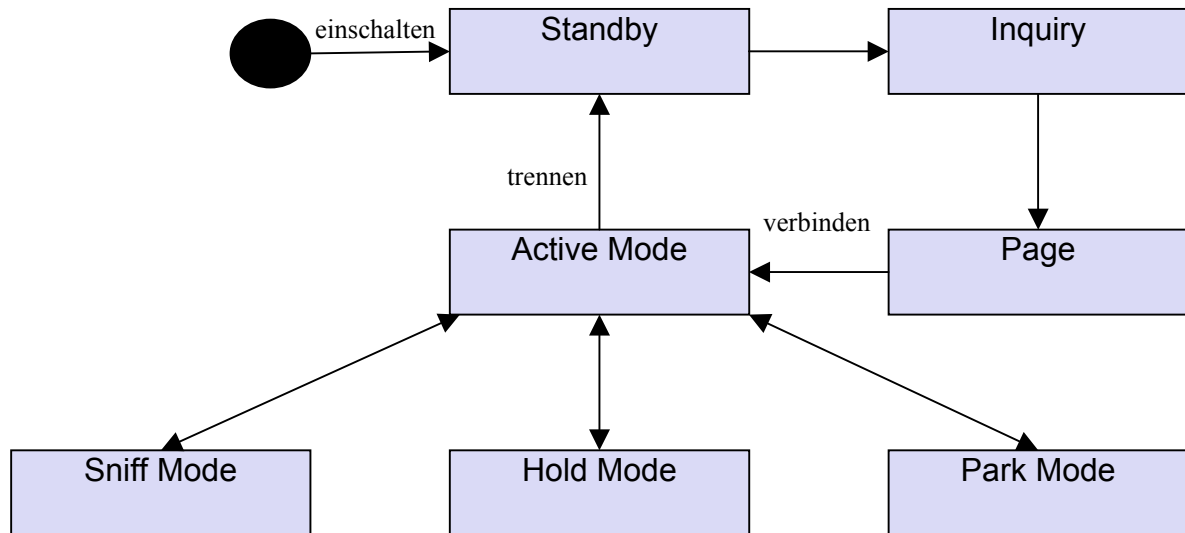 einschalten
Standby
Inquiry
trennen
Active Mode
verbinden
Page
Sniff Mode
Hold Mode
Park Mode